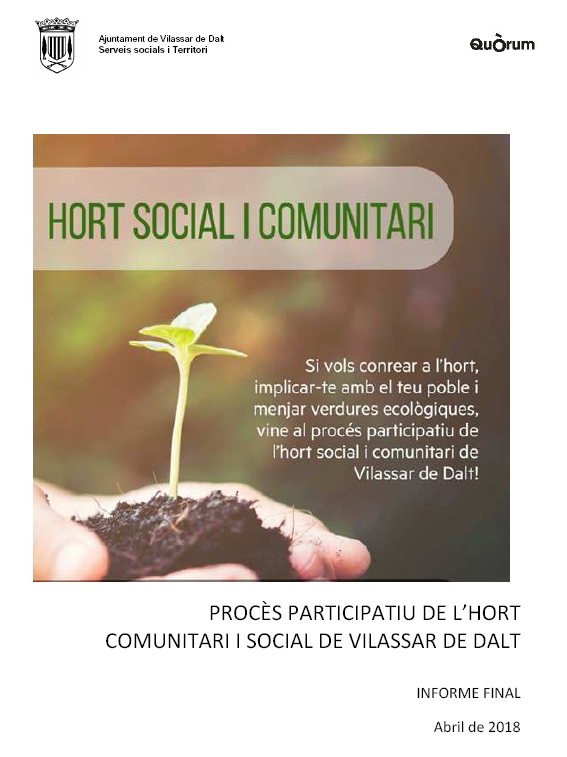 Ajuntament de Vilassar de Dalt
Serveis socials i Territori
QuÒrum
HORT SOCIAL I COMUNITARI
Si vols conrear a l'hort,
implicar-te amb el teu poble i
menjar verdures ecològiques,
vine al procés participatiu de
l'hort social i comunitari de
Vilassar de Dalt!
PROCÈS PARTICIPATIU DE L'HORT
COMUNITARI I SOCIAL DE VILASSAR DE DALT
INFORME FINAL
Abril de 2018